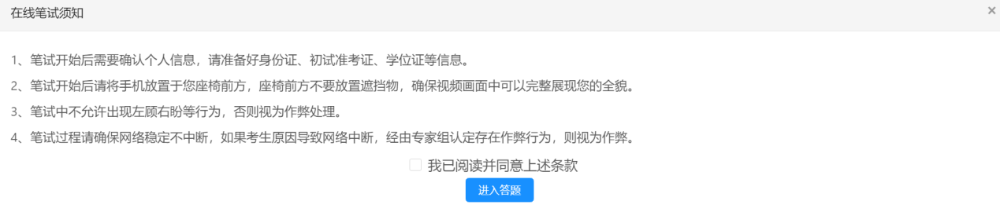 在线笔试须知
1、笔试开始后需要确认个人信息，请准备好身份证、初试准考证、学位证等信息。
2、笔试开始后请将手机放置于您座椅前方，座椅前方不要放置遮挡物，确保视频画面中可以完整展现您的全貌。
3、笔试中不允许出现左顾右盼等行为，否则视为作弊处理。
4、笔试过程请确保网络稳定不中断，如果考生原因导致网络中断，经由专家组认定存在作弊行为，则视为作弊。
我已阅读并同意上述条款
进入答题